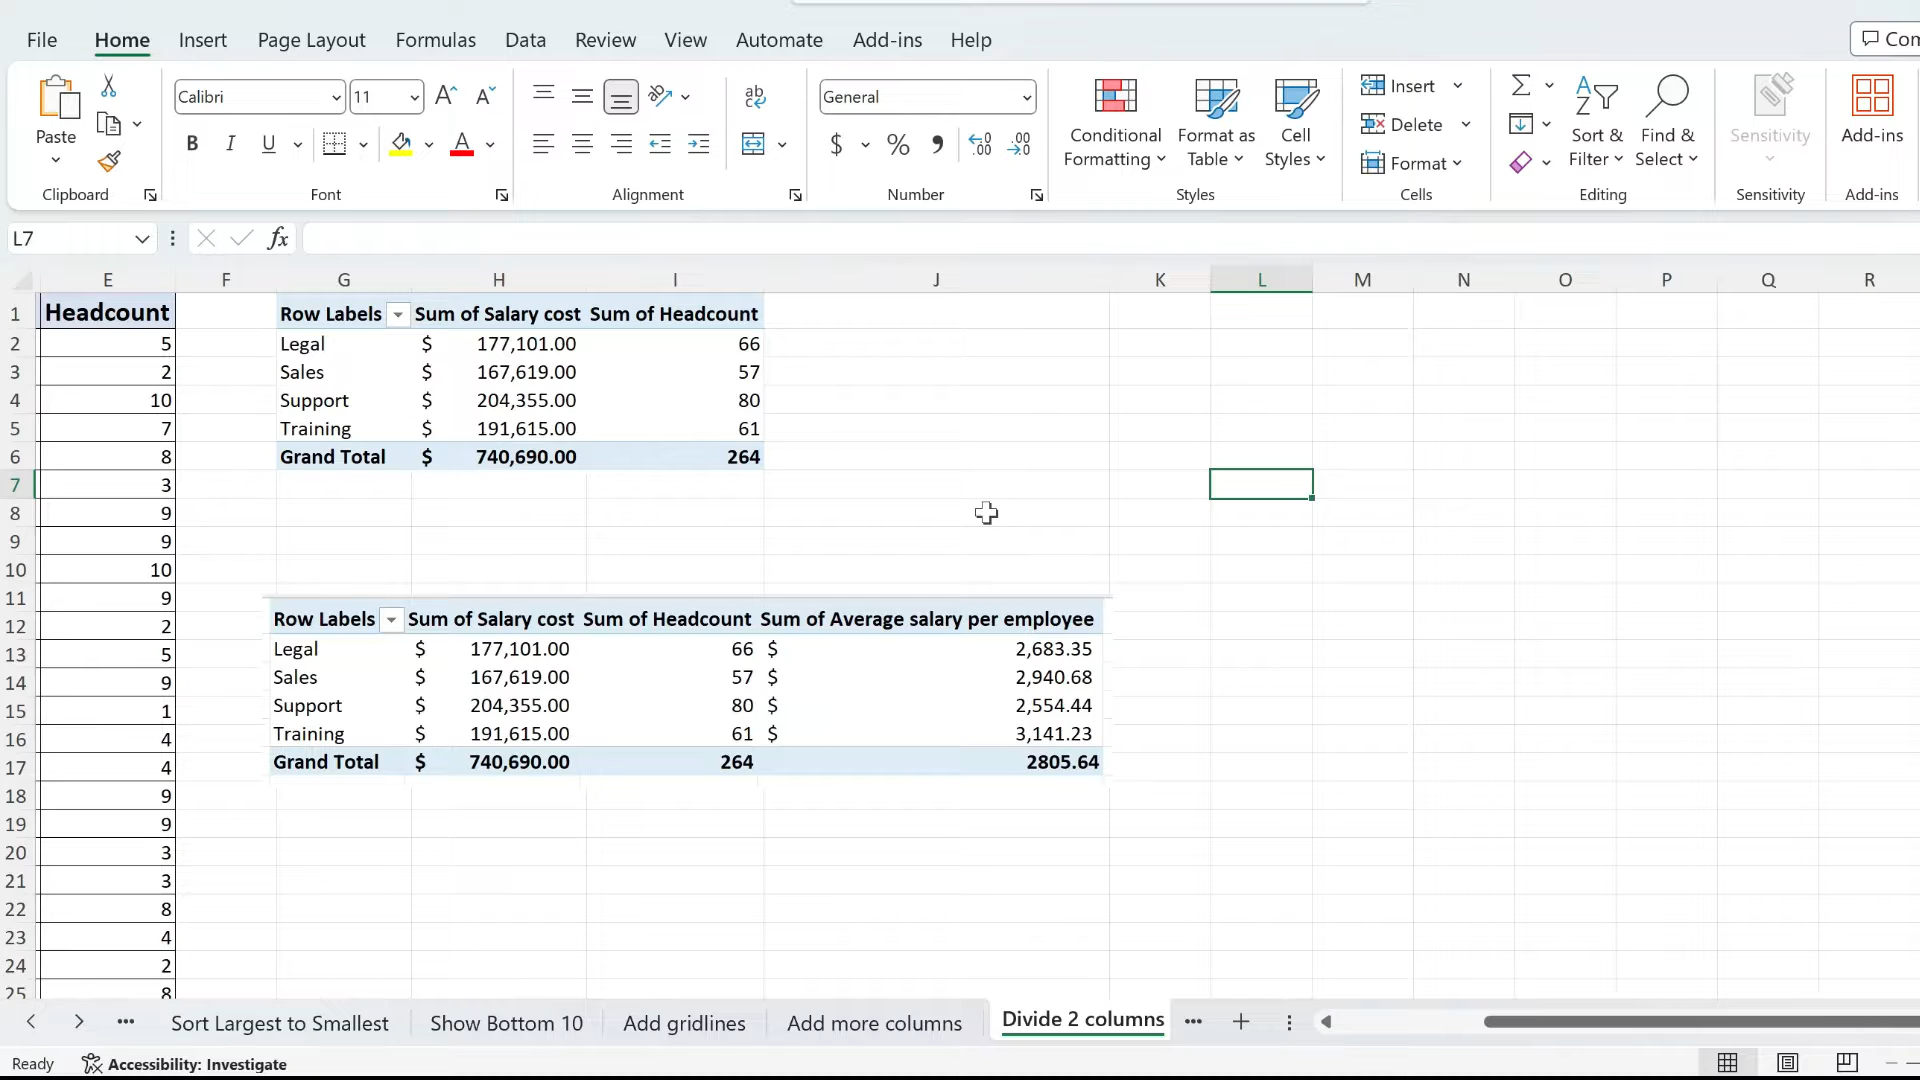 File Home Insert Page Layout Formulas Data Review View Automate Add-ins Help
Paste
Clipboard
Calibri 11
B I U A
Font
ab
Alignment
General
$ % 9 .00
Number
Conditional Formatting
Format as Table
Cell Styles
Styles
Insert
Delete
Format
Cells
Σ
Sort & Filter
Find & Select
Editing
Sensitivity
Sensitivity
Add-ins
Add-ins
L7 fx
E F G H I J K L M N O P Q R
1 Headcount Row Labels Sum of Salary cost Sum of Headcount
2 5 Legal $ 177,101.00 66
3 2 Sales $ 167,619.00 57
4 10 Support $ 204,355.00 80
5 7 Training $ 191,615.00 61
6 8 Grand Total $ 740,690.00 264
7 3
8 9
9 9
10 10
11 9
12 2 Row Labels Sum of Salary cost Sum of Headcount Sum of Average salary per employee
13 5 Legal $ 177,101.00 66 $ 2,683.35
14 9 Sales $ 167,619.00 57 $ 2,940.68
15 1 Support $ 204,355.00 80 $ 2,554.44
16 4 Training $ 191,615.00 61 $ 3,141.23
17 4 Grand Total $ 740,690.00 264 2805.64
18 9
19 9
20 3
21 3
22 8
23 4
24 2
25 8
Sort Largest to Smallest Show Bottom 10 Add gridlines Add more columns Divide 2 columns
Ready Accessibility: Investigate